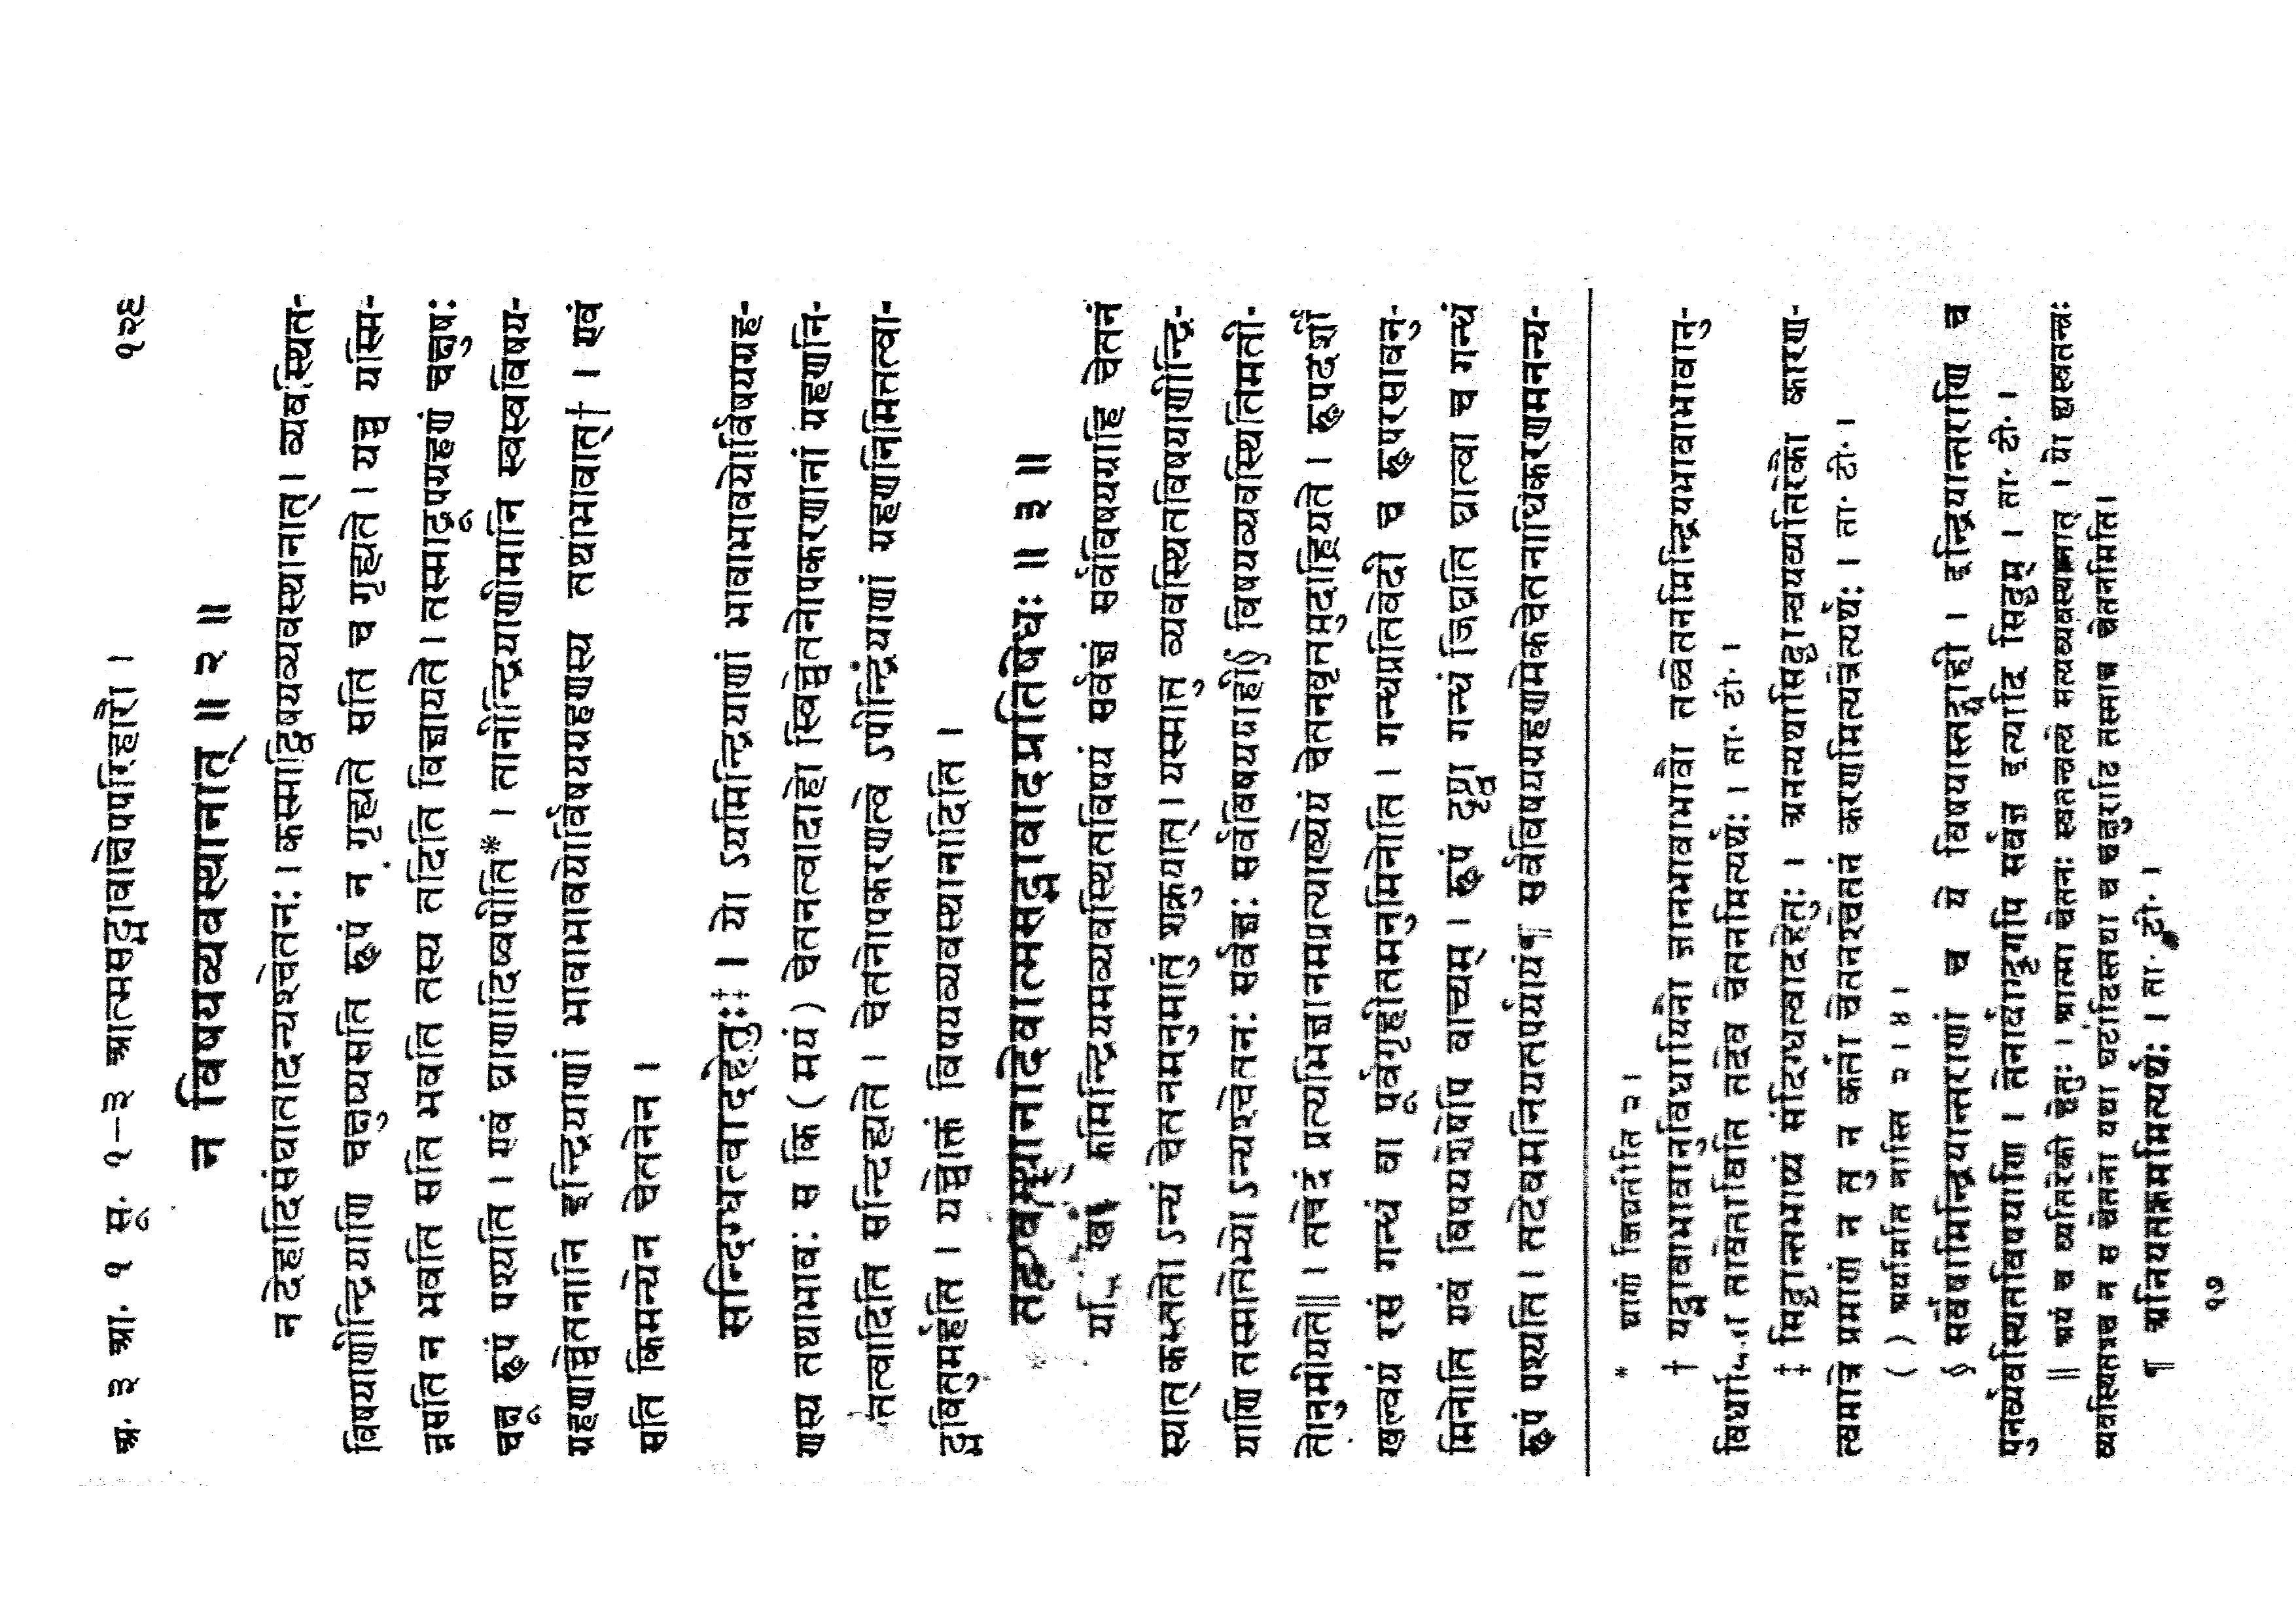 अ. ३ आ. १ सू. १-३ आत्मसद्भावाक्षेपपरिहारौ ।
१२९
न विषयव्यवस्थानात् ॥ २ ॥
न देहादिसंघातादन्यश्चेतनः । कस्माद्विषयव्यवस्थानात् । व्यवस्थित-
विषयाणीन्द्रियाणि चक्षुष्यसति रूपं न गृह्यते सति च गृह्यते । यच्च यस्मि-
न्नसति न भवति सति भवति तस्य तदिति विज्ञायते । तस्माद्रूपग्रहणं चक्षुषः
चक्षू रूपं पश्यति । एवं घ्राणादिष्वपीति* । तानीन्द्रियाणीमानि स्वस्वविषय-
ग्रहणाच्चेतनानि इन्द्रियाणां भावाभावयोर्विषयग्रहणस्य तथाभावात्† । एवं
सति किमन्येन चेतनेन ।
सन्दिग्धत्वादहेतुः‡ । यो ऽयमिन्द्रियाणां भावाभावयोर्विषयग्रह-
णस्य तथाभावः स कि ( मयं ) चेतनत्वादाहो स्विच्चेतनोपकरणानां ग्रहणनि-
त्तत्वादिति सन्दिह्यते । चेतनोपकरणत्वे ऽपीन्द्रियाणां ग्रहणनिमित्तत्वा-
द्भवितुमर्हति । यच्चोक्तं विषयव्यवस्थानादिति ।
तद्व्यवस्थानादेवात्मसद्भावादप्रतिषेधः ॥ ३ ॥
कमिन्द्रियमव्यवस्थितविषयं सर्वज्ञं सर्वविषयग्राहि चेतनं
स्यात् कस्ततो ऽन्यं चेतनमनुमातुं शक्नुयात् । यस्मात्तु व्यवस्थितविषयाणीन्द्रि-
याणि तस्मात्तेभ्यो ऽन्यश्चेतनः सर्वज्ञः सर्वविषयग्राही§ विषयव्यवस्थितिमती-
तोनुमीयते॥ । तत्रेदं प्रत्यभिज्ञानमप्रत्याख्येयं चेतनवृत्तमुदाह्रियते । रूपदर्शी
खल्वयं रसं गन्धं वा पूर्वगृहीतमनुमिनोति । गन्धप्रतिवेदी च रूपरसावनु-
मिनोति एवं विषयशेषेपि वाच्यम् । रूपं दृष्ट्वा गन्धं जिघ्रति घ्रात्वा च गन्धं
रूपं पश्यति । तदेवमनियतपर्यायं¶ सर्वविषयग्रहणमेकचेतनाधिकरणमनन्य-
* घ्राणं जिघ्रतीति २ ।
† यद्भावाभावानुविधायिनौ ज्ञानभावाभावौ तच्चेतनमिन्द्रियभावाभावानु-
तावेताविति तदेव चेतनमित्यर्थः । ता. टी. ।
‡ सिद्धान्तभाष्यं संदिग्धत्वादहेतुः । अनन्यथासिद्धान्वयव्यतिरेकौ कारण-
त्वमात्रे प्रमाणं न तु न कर्ता चेतनश्चेतनं करणमित्यत्रेत्यर्थः । ता. टी. ।
( ) अयमिति नास्ति २ । ४ ।
§ सर्वेषामिन्द्रियान्तराणां च ये विषयास्तद्ग्राही । इन्द्रियान्तराणि च
पुनर्व्यवस्थितविषयाणि । तेनार्वाग्दृगपि सर्वज्ञ इत्यादि सिद्धम् । ता. टी. ।
॥ अयं च व्यतिरेकी हेतुः । आत्मा चेतनः स्वतन्त्रत्वे सत्यव्यवस्थानात् । यो ह्यस्वतन्त्रः
व्यवस्थितश्च न स चेतनो यथा घटादिस्तथा च चक्षुरादि तस्मान्न चेतनमिति ।
¶ अनियतक्रममित्यर्थः । ता. टी. ।
१७